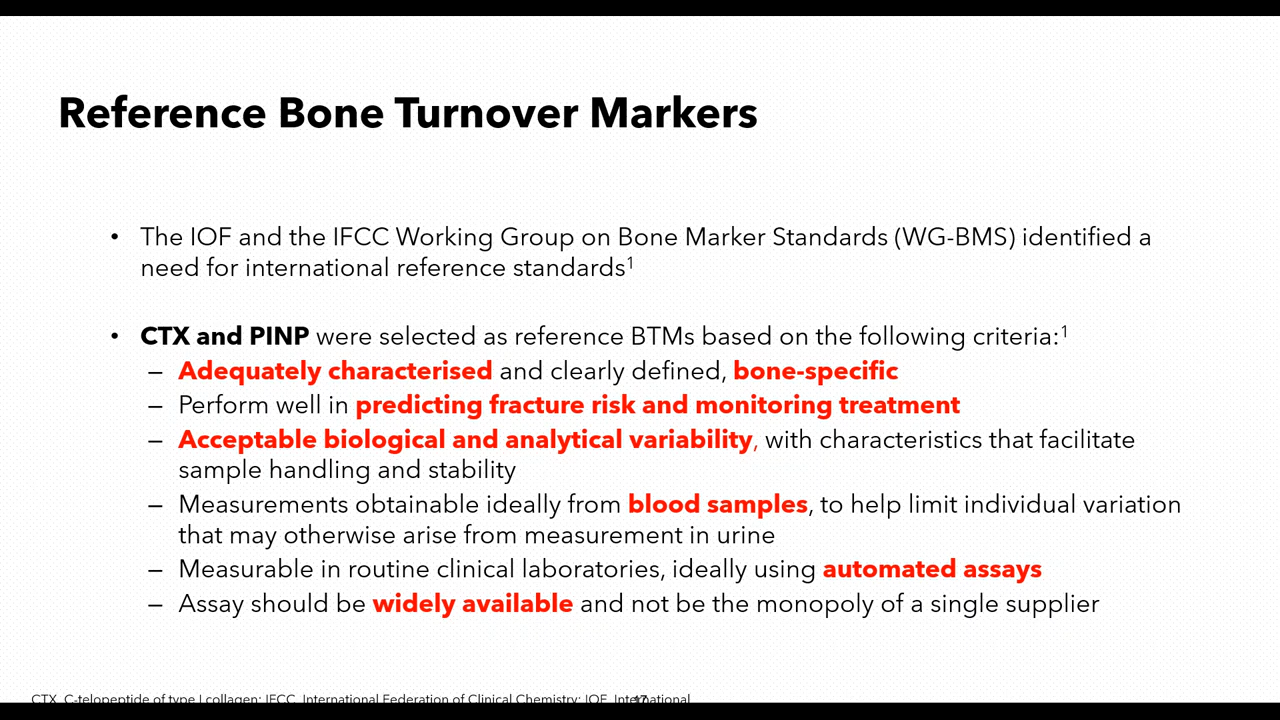 Reference Bone Turnover Markers
• The IOF and the IFCC Working Group on Bone Marker Standards (WG-BMS) identified a
need for international reference standards¹
• CTX and PINP were selected as reference BTMs based on the following criteria:¹
– Adequately characterised and clearly defined, bone-specific
– Perform well in predicting fracture risk and monitoring treatment
– Acceptable biological and analytical variability, with characteristics that facilitate
sample handling and stability
– Measurements obtainable ideally from blood samples, to help limit individual variation
that may otherwise arise from measurement in urine
– Measurable in routine clinical laboratories, ideally using automated assays
– Assay should be widely available and not be the monopoly of a single supplier
CTX, C-telopeptide of type I collagen; IFCC, International Federation of Clinical Chemistry; IOF, International
17